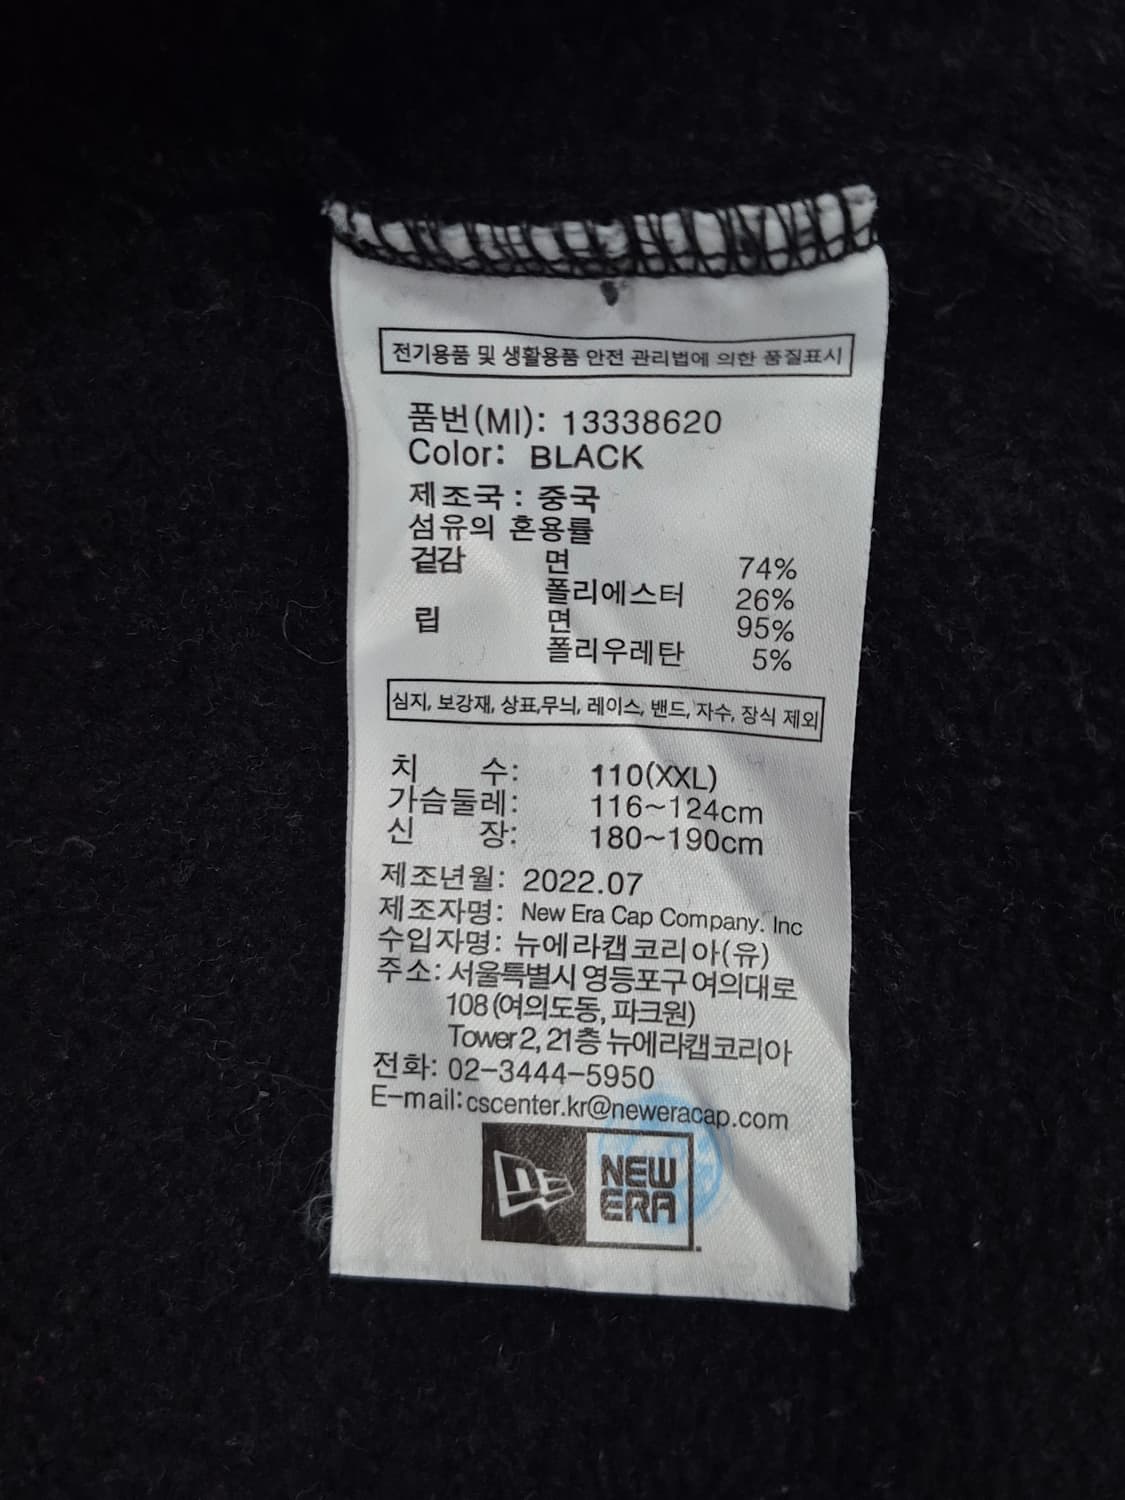 전기용품 및 생활용품 안전 관리법에 의한 품질표시
품번(MI): 13338620
Color: BLACK
제조국 : 중국
섬유의 혼용률
겉감 면 74%
폴리에스터 26%
립 면 95%
폴리우레탄 5%
심지, 보강재, 상표,무늬, 레이스, 밴드, 자수, 장식 제외
치 수: 110(XXL)
가슴둘레: 116~124cm
신 장: 180~190cm
제조년월: 2022.07
제조자명: New Era Cap Company. Inc
수입자명: 뉴에라캡코리아(유)
주소: 서울특별시 영등포구 여의대로
108 (여의도동, 파크원)
Tower 2, 21층 뉴에라캡코리아
전화: 02-3444-5950
E-mail:cscenter.kr@neweracap.com
NEW
ERA